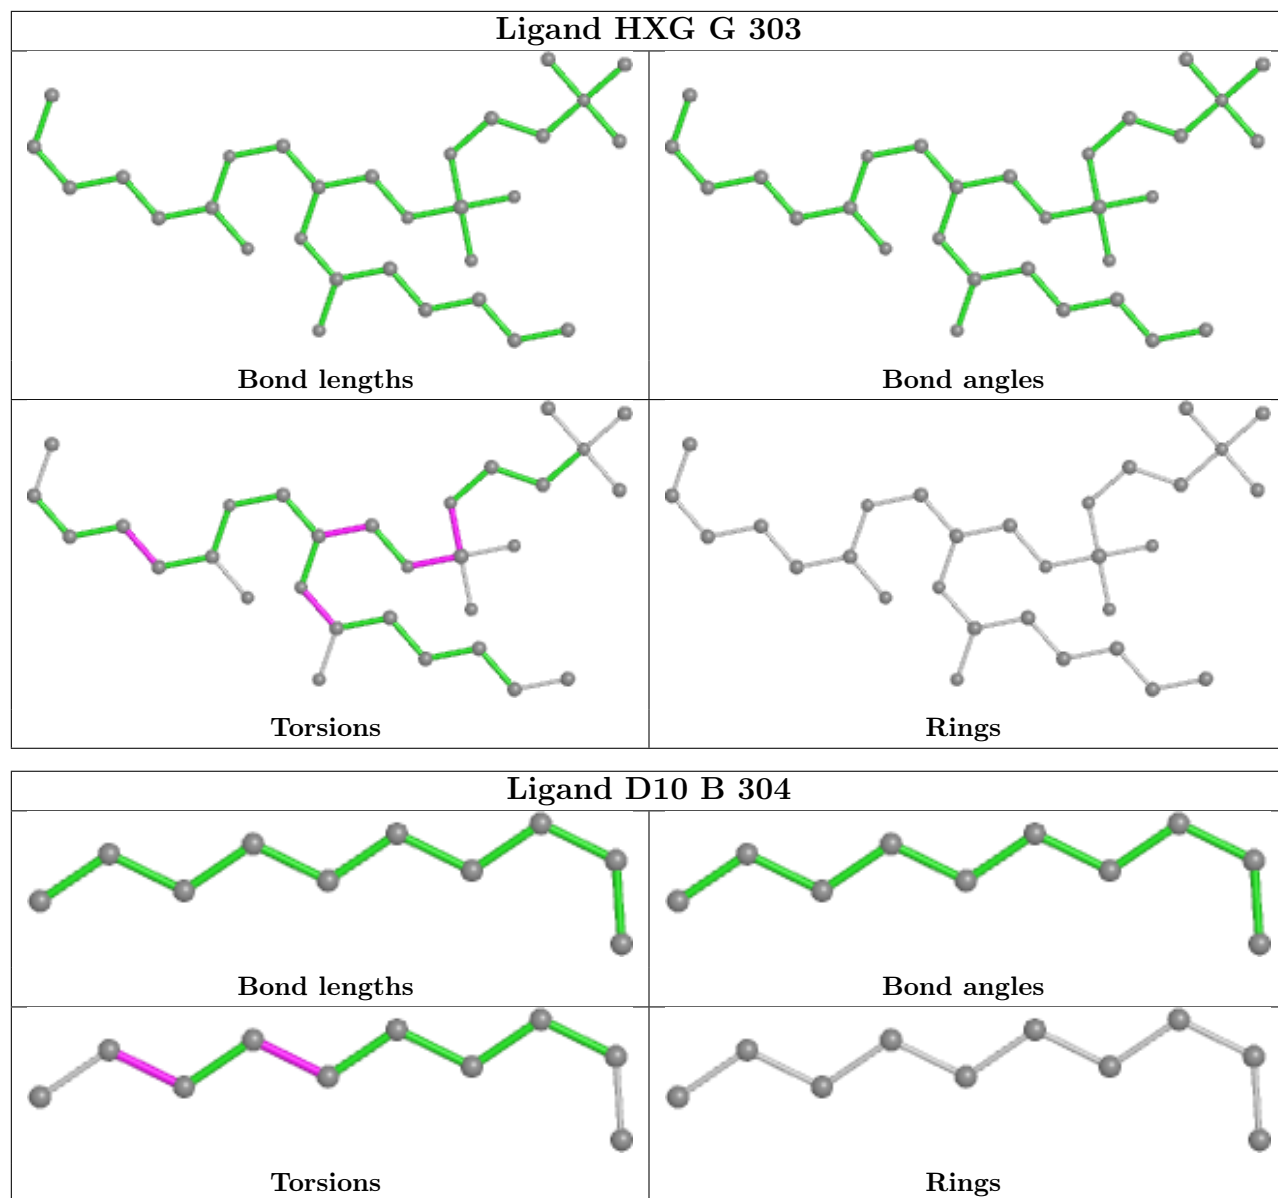 Ligand HXG G 303
Bond lengths
Bond angles
Torsions
Rings
Ligand D10 B 304
Bond lengths
Bond angles
Torsions
Rings